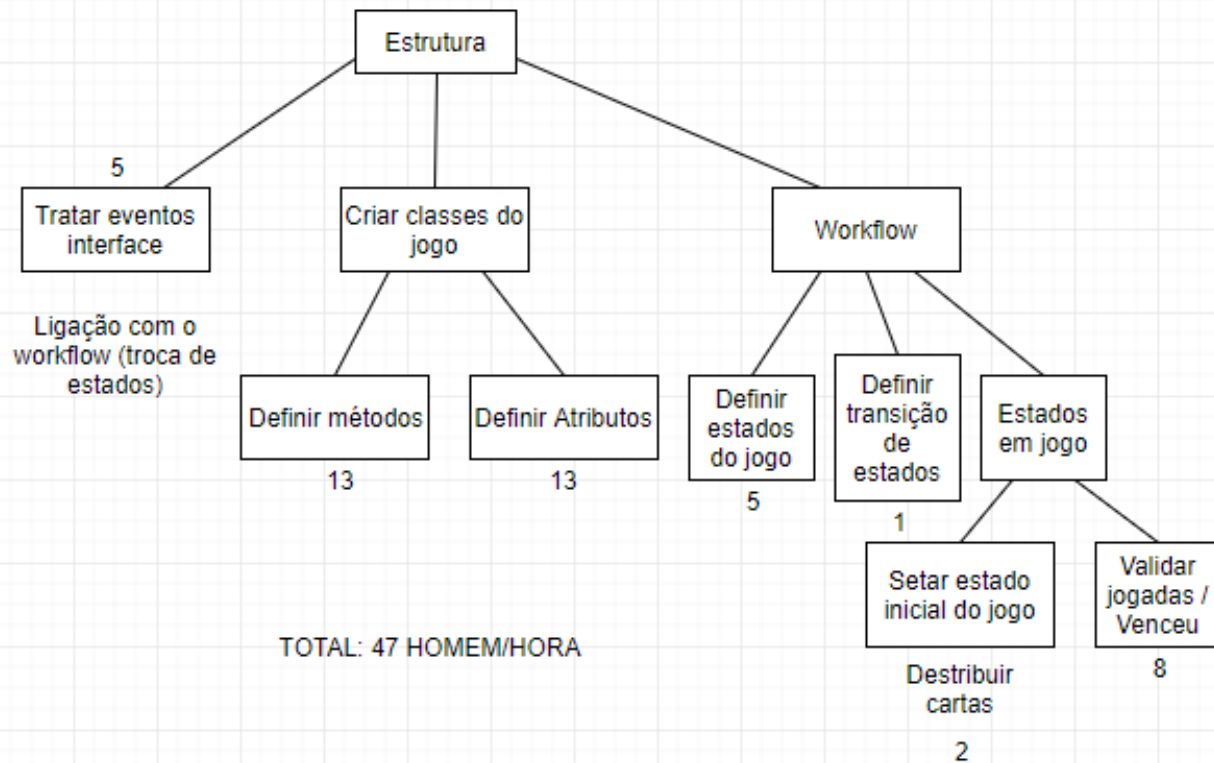 Estrutura
5
Tratar eventos
interface
Criar classes do
jogo
Workflow
Ligação com o
workflow (troca de
estados)
Definir métodos
13
Definir Atributos
13
Definir
estados
do jogo
5
Definir
transição
de
estados
1
Estados
em jogo
Setar estado
inicial do jogo
Destribuir
cartas
2
Validar
jogadas /
Venceu
8
TOTAL: 47 HOMEM/HORA